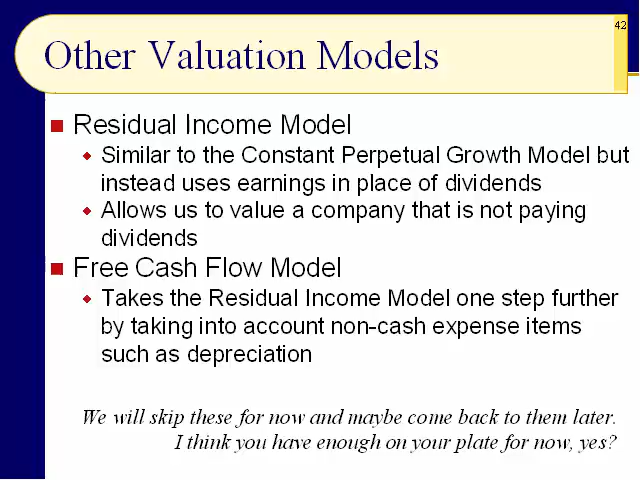 42
Other Valuation Models
Residual Income Model
Similar to the Constant Perpetual Growth Model but
instead uses earnings in place of dividends
Allows us to value a company that is not paying
dividends
Free Cash Flow Model
Takes the Residual Income Model one step further
by taking into account non-cash expense items
such as depreciation
We will skip these for now and maybe come back to them later.
I think you have enough on your plate for now, yes?